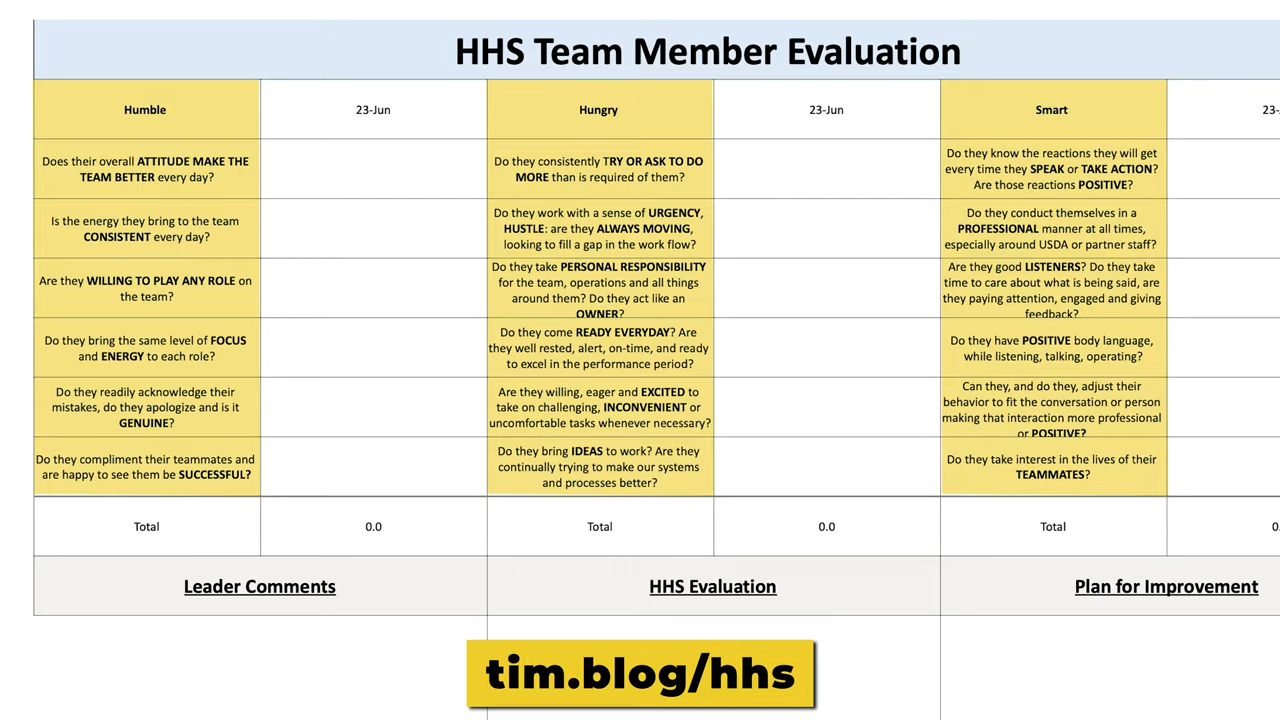 HHS Team Member Evaluation
Humble
23-Jun
Hungry
23-Jun
Smart
23-
Does their overall ATTITUDE MAKE THE
TEAM BETTER every day?
Do they consistently TRY OR ASK TO DO
MORE than is required of them?
Do they know the reactions they will get
every time they SPEAK or TAKE ACTION?
Are those reactions POSITIVE?
Is the energy they bring to the team
CONSISTENT every day?
Do they work with a sense of URGENCY,
HUSTLE: are they ALWAYS MOVING,
looking to fill a gap in the work flow?
Do they conduct themselves in a
PROFESSIONAL manner at all times,
especially around USDA or partner staff?
Are they WILLING TO PLAY ANY ROLE on
the team?
Do they take PERSONAL RESPONSIBILITY
for the team, operations and all things
around them? Do they act like an
OWNER?
Are they good LISTENERS? Do they take
time to care about what is being said, are
they paying attention, engaged and giving
feedback?
Do they bring the same level of FOCUS
and ENERGY to each role?
Do they come READY EVERYDAY? Are
they well rested, alert, on-time, and ready
to excel in the performance period?
Do they have POSITIVE body language,
while listening, talking, operating?
Do they readily acknowledge their
mistakes, do they apologize and is it
GENUINE?
Are they willing, eager and EXCITED to
take on challenging, INCONVENIENT or
uncomfortable tasks whenever necessary?
Can they, and do they, adjust their
behavior to fit the conversation or person
making that interaction more professional
or POSITIVE?
Do they compliment their teammates and
are happy to see them be SUCCESSFUL?
Do they bring IDEAS to work? Are they
continually trying to make our systems
and processes better?
Do they take interest in the lives of their
TEAMMATES?
Total
0.0
Total
0.0
Total
0.
Leader Comments
HHS Evaluation
Plan for Improvement
tim.blog/hhs